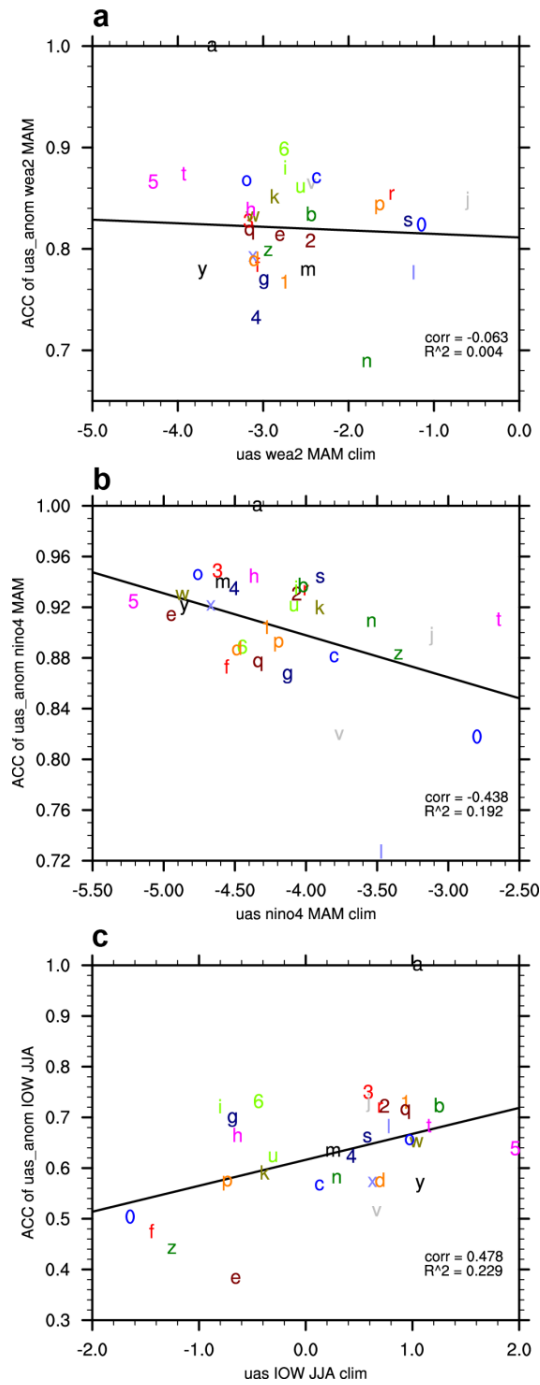 a
1.0
a
6
i
5
t
o
u
v
c
k
r
j
p
h
w
b
s
0
3
q
e
2
z
x
d
f
y
m
g
1
l
4
n
0.9
0.8
0.7
ACC of uas_anom wea2 MAM
corr = -0.063
R^2 = 0.004
-5.0 -4.0 -3.0 -2.0 -1.0 0.0
uas wea2 MAM clim
b
1.00
a
0.96
0.92
0.88
0.84
0.80
0.76
0.72
ACC of uas_anom nino4 MAM
o
3
h
s
m
4
i
b
r
2
w
5
y
x
u
k
e
n
t
1
j
p
d
6
q
f
g
c
z
v
0
l
corr = -0.438
R^2 = 0.192
-5.50 -5.00 -4.50 -4.00 -3.50 -3.00 -2.50
uas nino4 MAM clim
c
1.0
a
0.9
0.8
0.7
0.6
0.5
0.4
0.3
ACC of uas_anom IOW JJA
3
i
6
j
r
2
1
q
b
g
h
l
t
s
o
w
5
u
m
4
p
k
n
c
x
d
y
v
0
f
z
e
corr = 0.478
R^2 = 0.229
-2.0 -1.0 0.0 1.0 2.0
uas IOW JJA clim